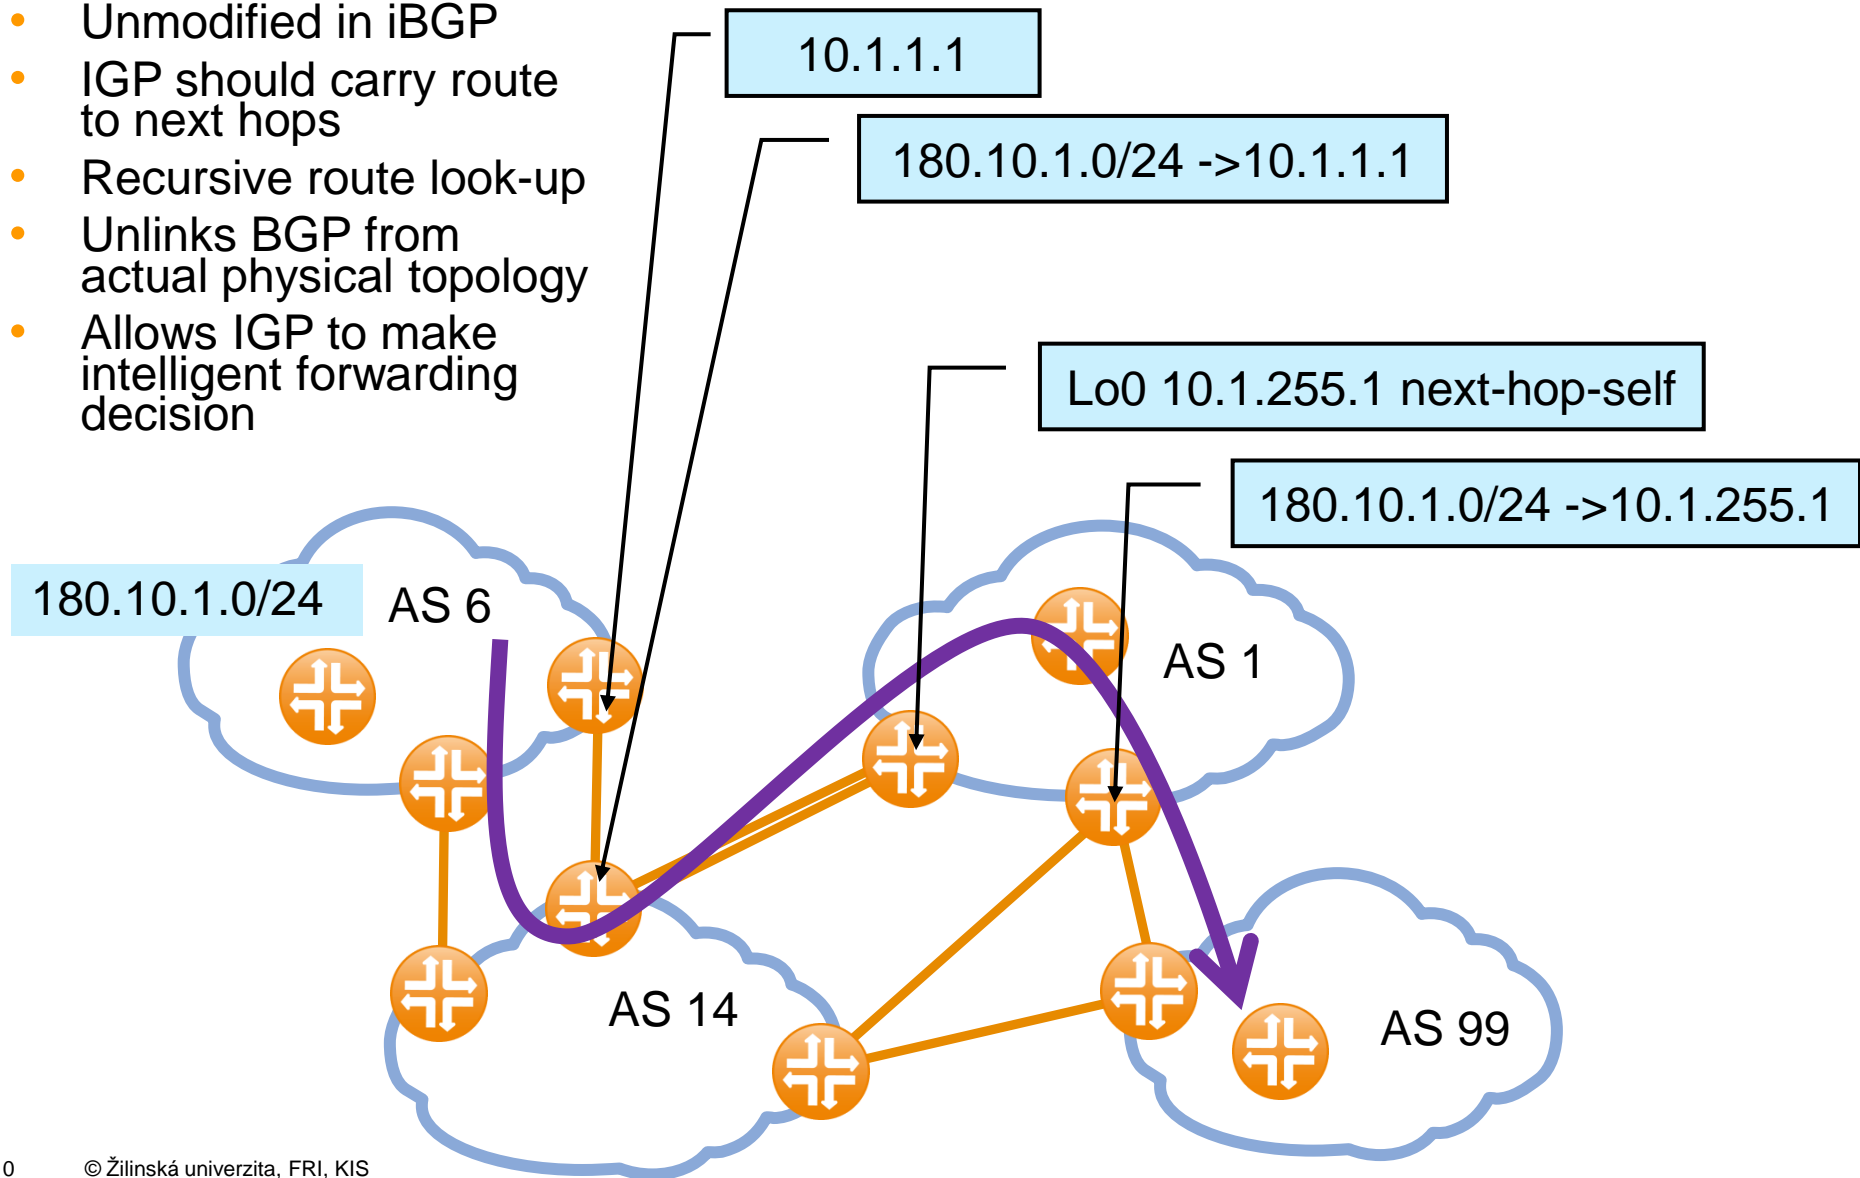 • Unmodified in iBGP
• IGP should carry route
to next hops
• Recursive route look-up
• Unlinks BGP from
actual physical topology
• Allows IGP to make
intelligent forwarding
decision
10.1.1.1
180.10.1.0/24 ->10.1.1.1
Lo0 10.1.255.1 next-hop-self
180.10.1.0/24 ->10.1.255.1
180.10.1.0/24
AS 6
AS 1
AS 14
AS 99
0 © Žilinská univerzita, FRI, KIS